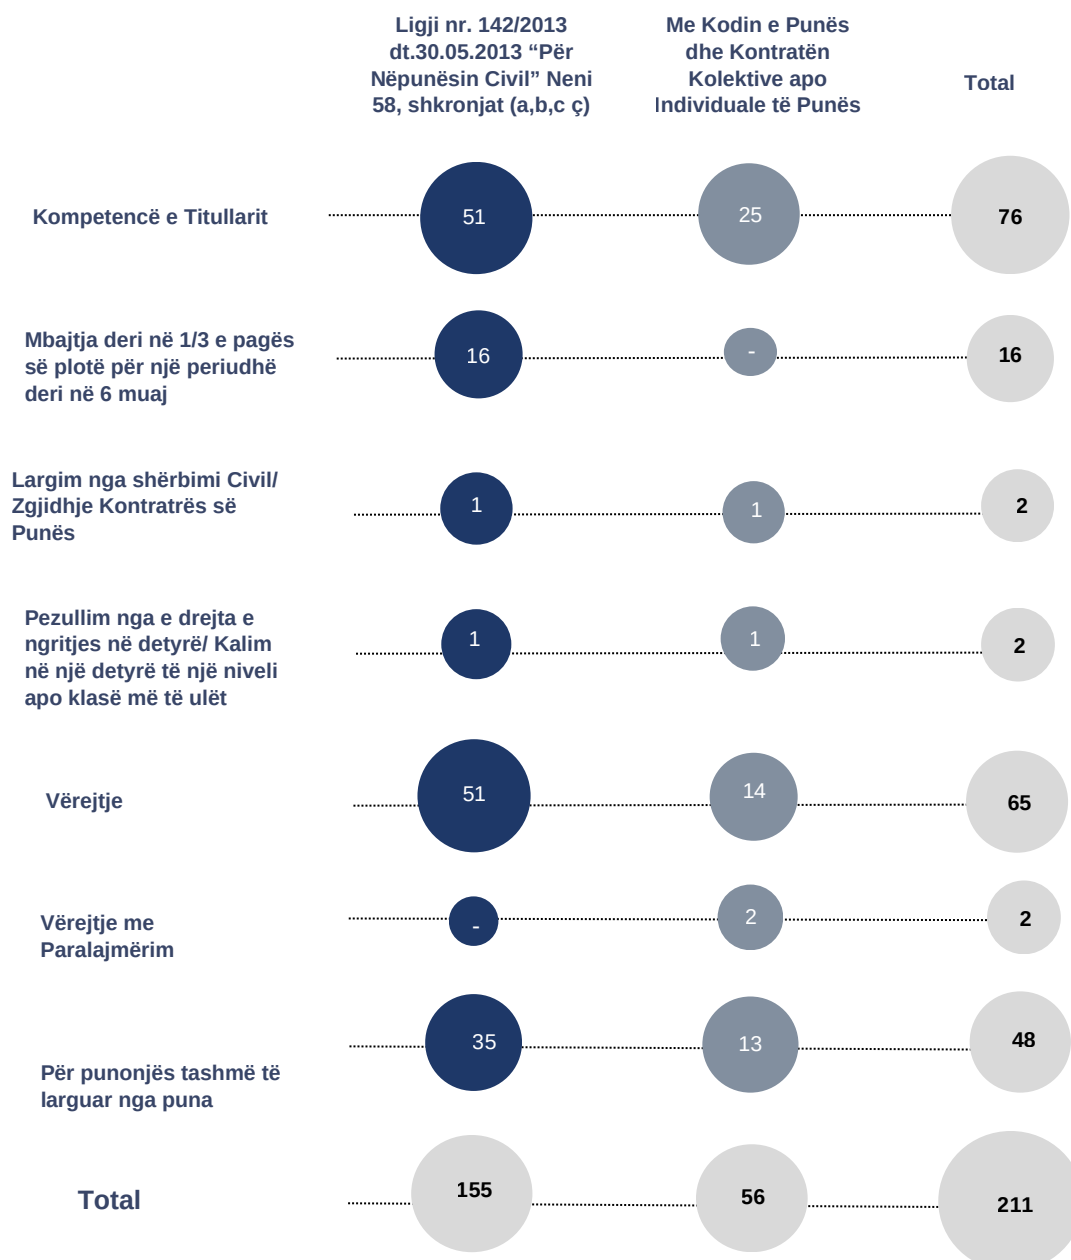 Ligji nr. 142/2013
dt.30.05.2013 “Për
Nëpunësin Civil” Neni
58, shkronjat (a,b,c ç)
Me Kodin e Punës
dhe Kontratën
Kolektive apo
Individuale të Punës
Total
Kompetencë e Titullarit
51
25
76
Mbajtja deri në 1/3 e pagës
së plotë për një periudhë
deri në 6 muaj
16
-
16
Largim nga shërbimi Civil/
Zgjidhje Kontratrës së
Punës
1
1
2
Pezullim nga e drejta e
ngritjes në detyrë/ Kalim
në një detyrë të një niveli
apo klasë më të ulët
1
1
2
Vërejtje
51
14
65
Vërejtje me
Paralajmërim
-
2
2
Për punonjës tashmë të
larguar nga puna
35
13
48
Total
155
56
211